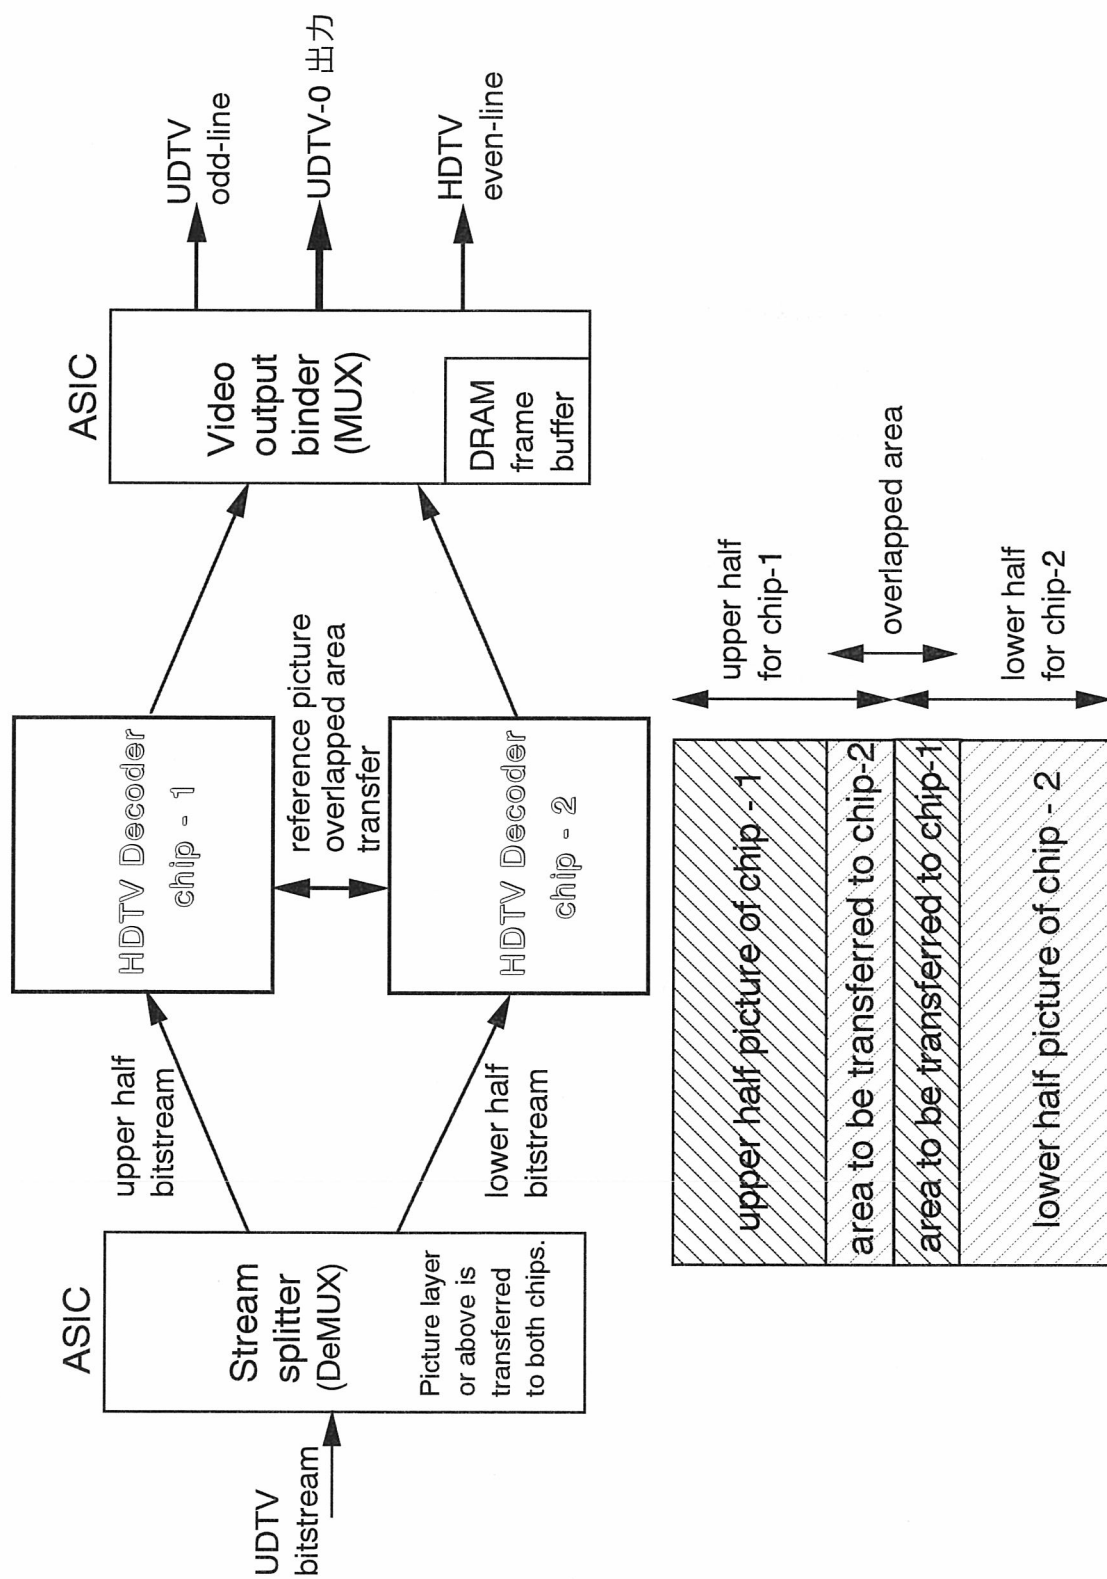 UDTV
bitstream
ASIC
Stream
splitter
(DeMUX)
Picture layer
or above is
transferred
to both chips.
upper half
bitstream
lower half
bitstream
HDTV Decoder
chip - 1
reference picture
overlapped area
transfer
HDTV Decoder
chip - 2
ASIC
Video
output
binder
(MUX)
DRAM
frame
buffer
UDTV
odd-line
UDTV-0 出力
HDTV
even-line
upper half picture of chip - 1
area to be transferred to chip-2
area to be transferred to chip-1
lower half picture of chip - 2
upper half
for chip-1
overlapped area
lower half
for chip-2